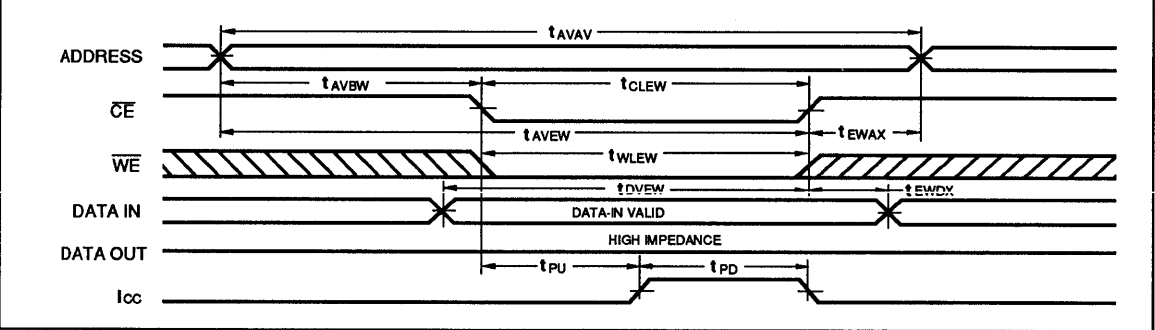 tAVAV
ADDRESS
tAVBW
tCLEW
CE
tAVEW
tEWAX
WE
tWLEW
tDVEW
tEWDX
DATA IN
DATA-IN VALID
DATA OUT
HIGH IMPEDANCE
tPU
tPD
Icc